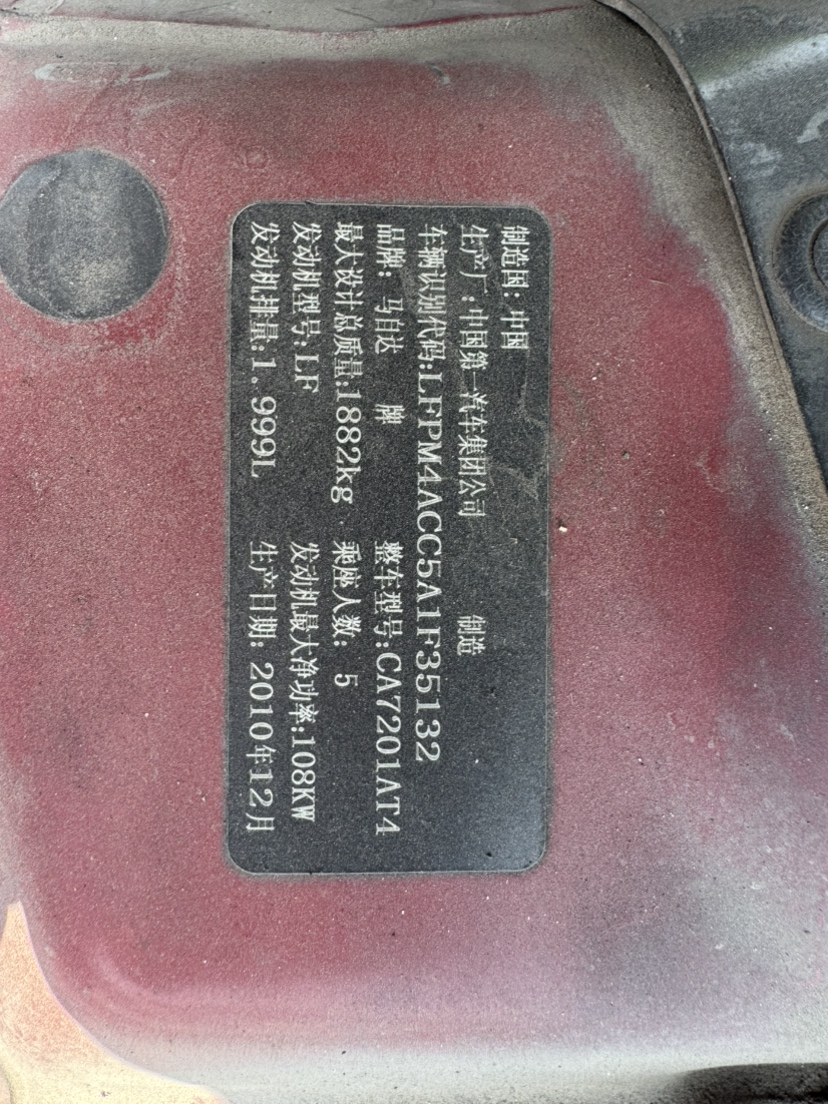 制造国:中国
生产厂:中国第一汽车集团公司 制造
车辆识别代码:LFPM4ACC5A1F35132
品牌: 马自达 牌 整车型号:CA7201AT4
最大设计总质量:1882kg 乘座人数: 5
发动机型号:LF 发动机最大净功率:108KW
发动机排量:1.999L 生产日期: 2010年12月